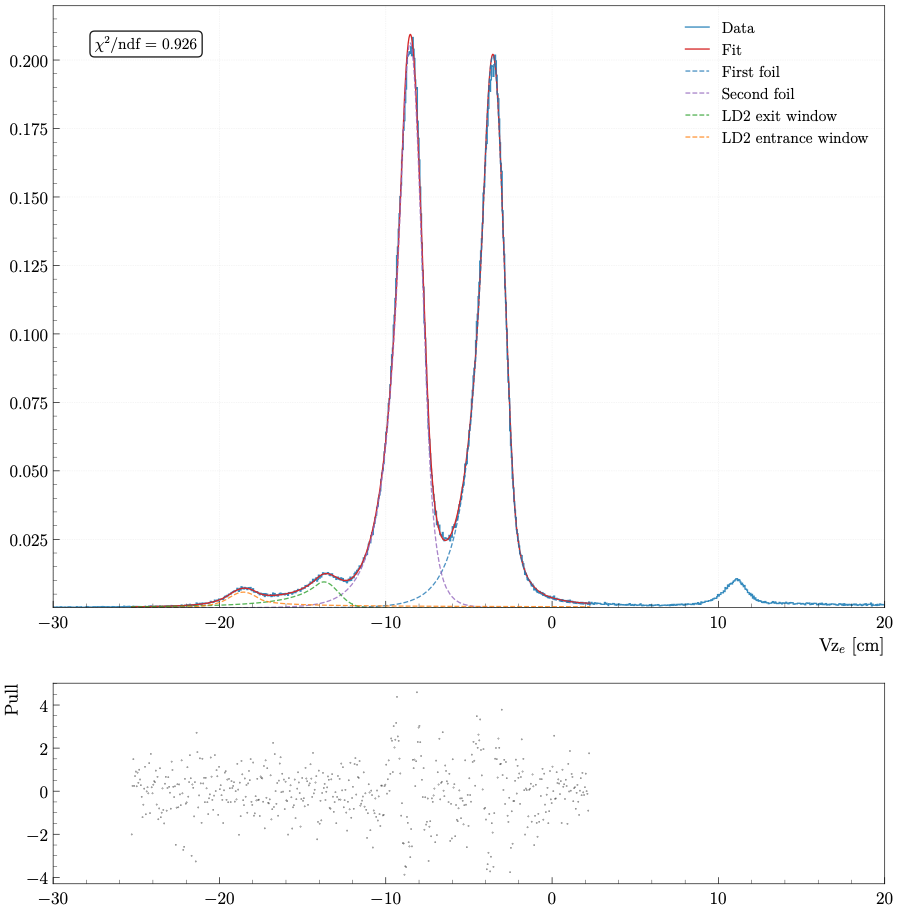 χ²/ndf = 0.926
Data
Fit
First foil
Second foil
LD2 exit window
LD2 entrance window
0.200
0.175
0.150
0.125
0.100
0.075
0.050
0.025
−30 −20 −10 0 10 20
Vzₑ [cm]
Pull
4
2
0
−2
−4
−30 −20 −10 0 10 20